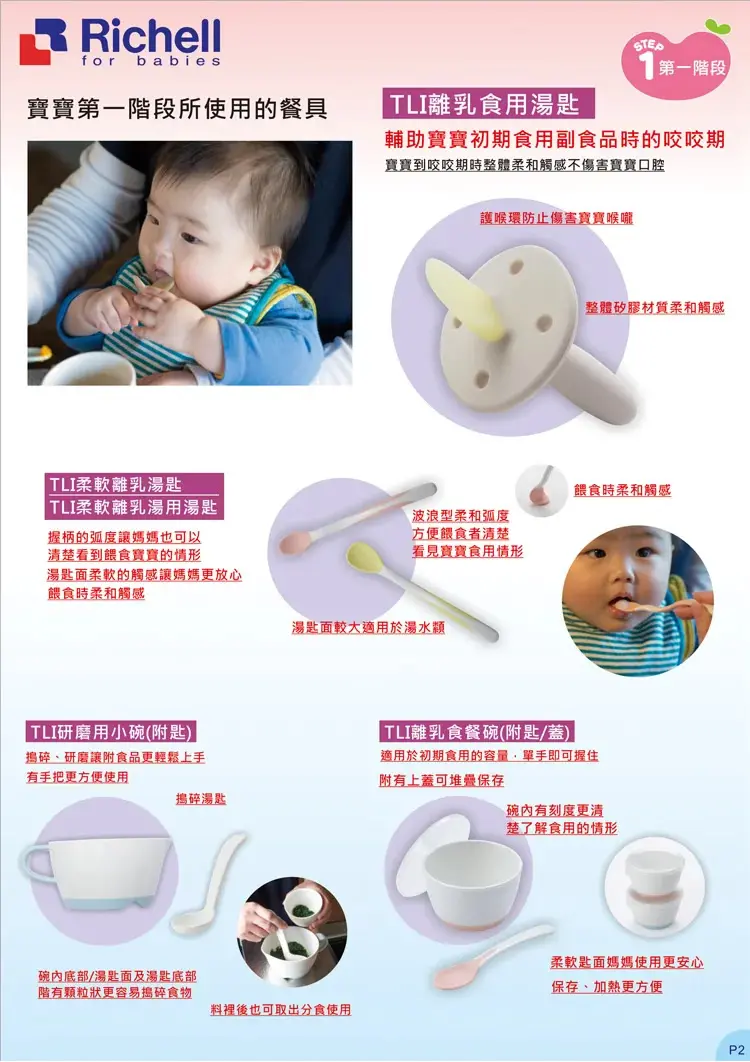 Richell
for babies
STEP
1第一階段
寶寶第一階段所使用的餐具
TLI離乳食用湯匙
輔助寶寶初期食用副食品時的咬咬期
寶寶到咬咬期時整體柔和觸感不傷害寶寶口腔
護喉環防止傷害寶寶喉嚨
整體矽膠材質柔和觸感
TLI柔軟離乳湯匙
TLI柔軟離乳湯用湯匙
握柄的弧度讓媽媽也可以
清楚看到餵食寶寶的情形
湯匙面柔軟的觸感讓媽媽更放心
餵食時柔和觸感
波浪型柔和弧度
方便餵食者清楚
看見寶寶食用情形
餵食時柔和觸感
湯匙面較大適用於湯水類
TLI研磨用小碗(附匙)
搗碎、研磨讓附食品更輕鬆上手
有手把更方便使用
搗碎湯匙
碗內底部/湯匙面及湯匙底部
階有顆粒狀更容易搗碎食物
料裡後也可取出分食使用
TLI離乳食餐碗(附匙/蓋)
適用於初期食用的容量，單手即可握住
附有上蓋可堆疊保存
碗內有刻度更清
楚了解食用的情形
柔軟匙面媽媽使用更安心
保存、加熱更方便
P2